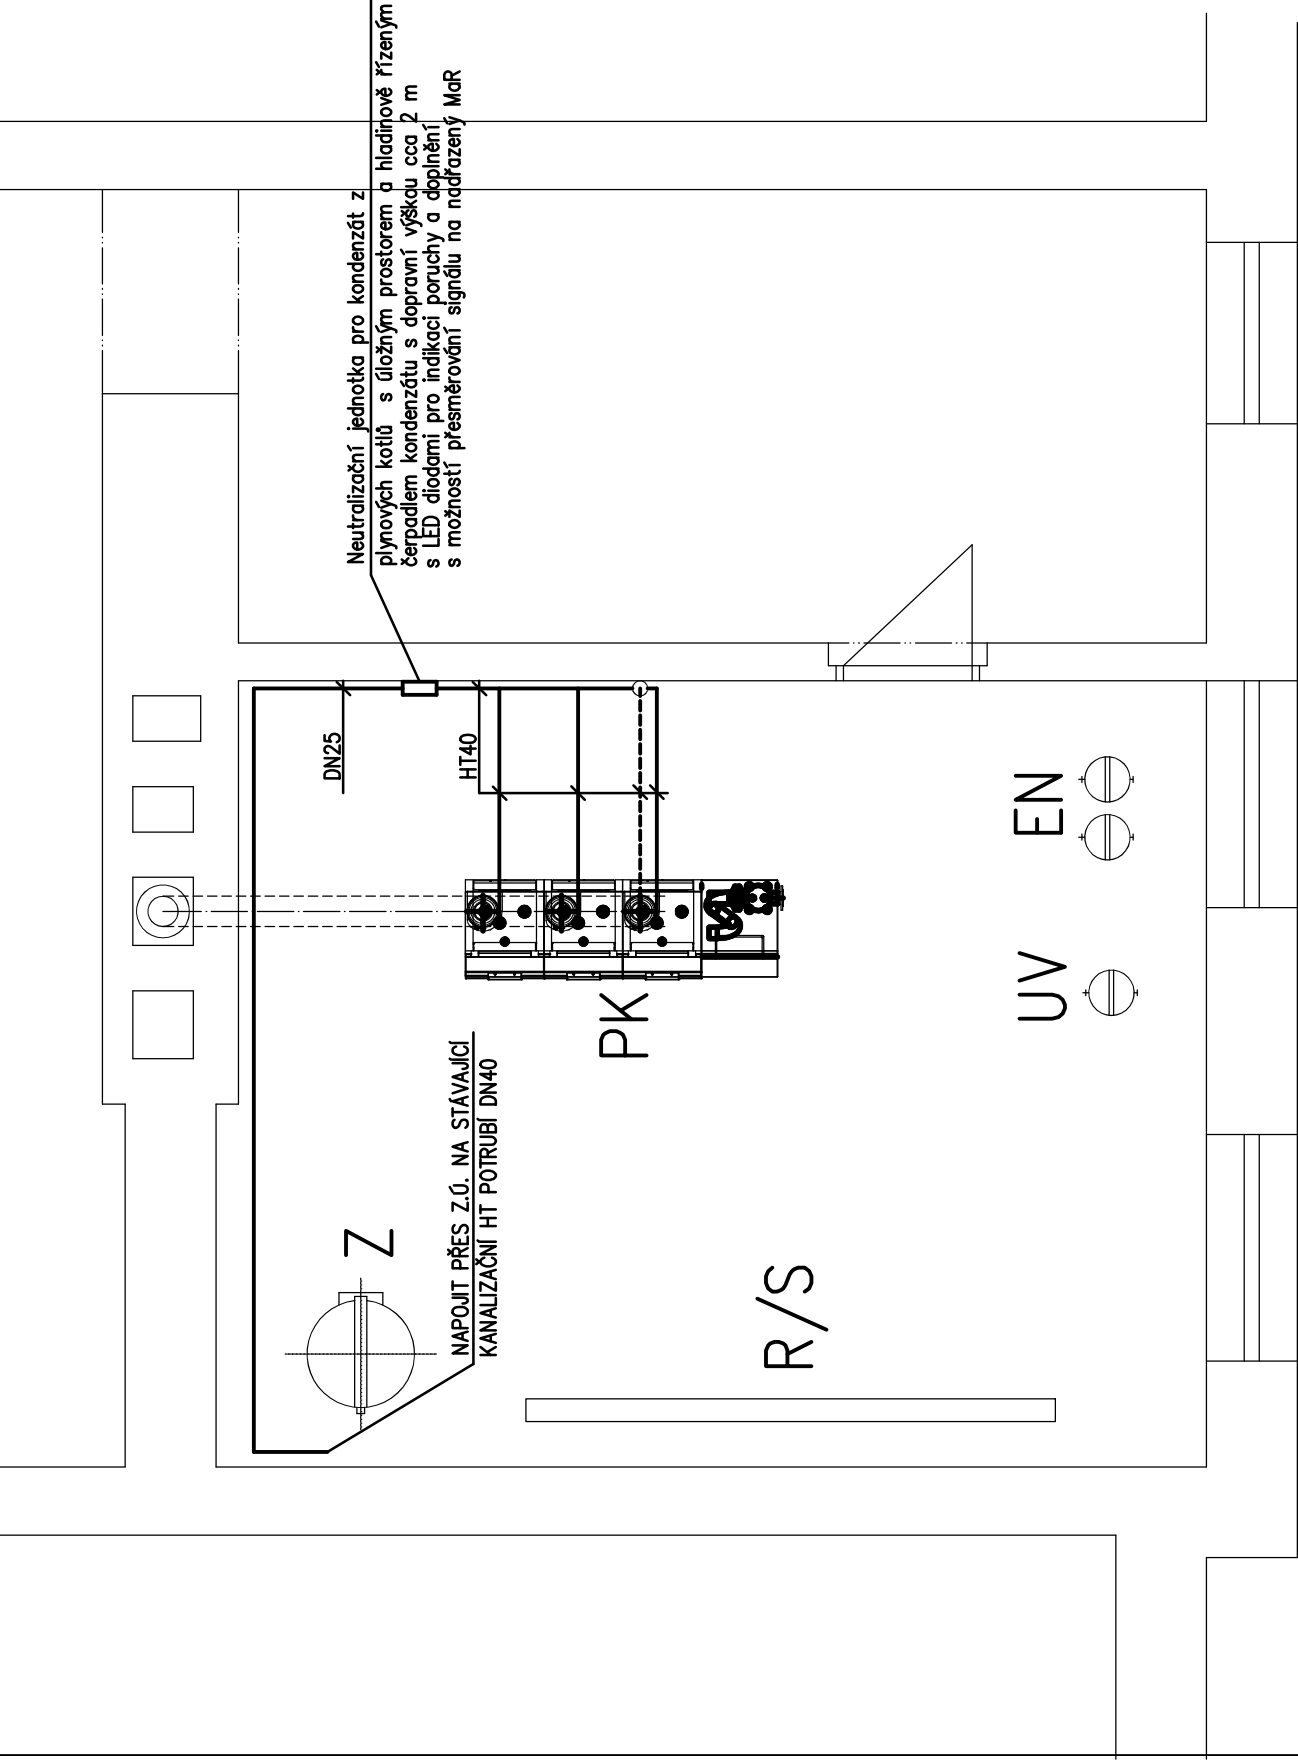 Neutralizační jednotka pro kondenzát z
plynových kotlů s úložným prostorem a hladinově řízeným
čerpadlem kondenzátu s dopravní výškou cca 2 m
s LED diodami pro indikaci poruchy a doplnění
s možností přesměrování signálu na nadřazený MaR
DN25
HT40
EN
UV
PK
NAPOJIT PŘES Z.Ú. NA STÁVAJÍCÍ
KANALIZAČNÍ HT POTRUBÍ DN40
Z
R/S